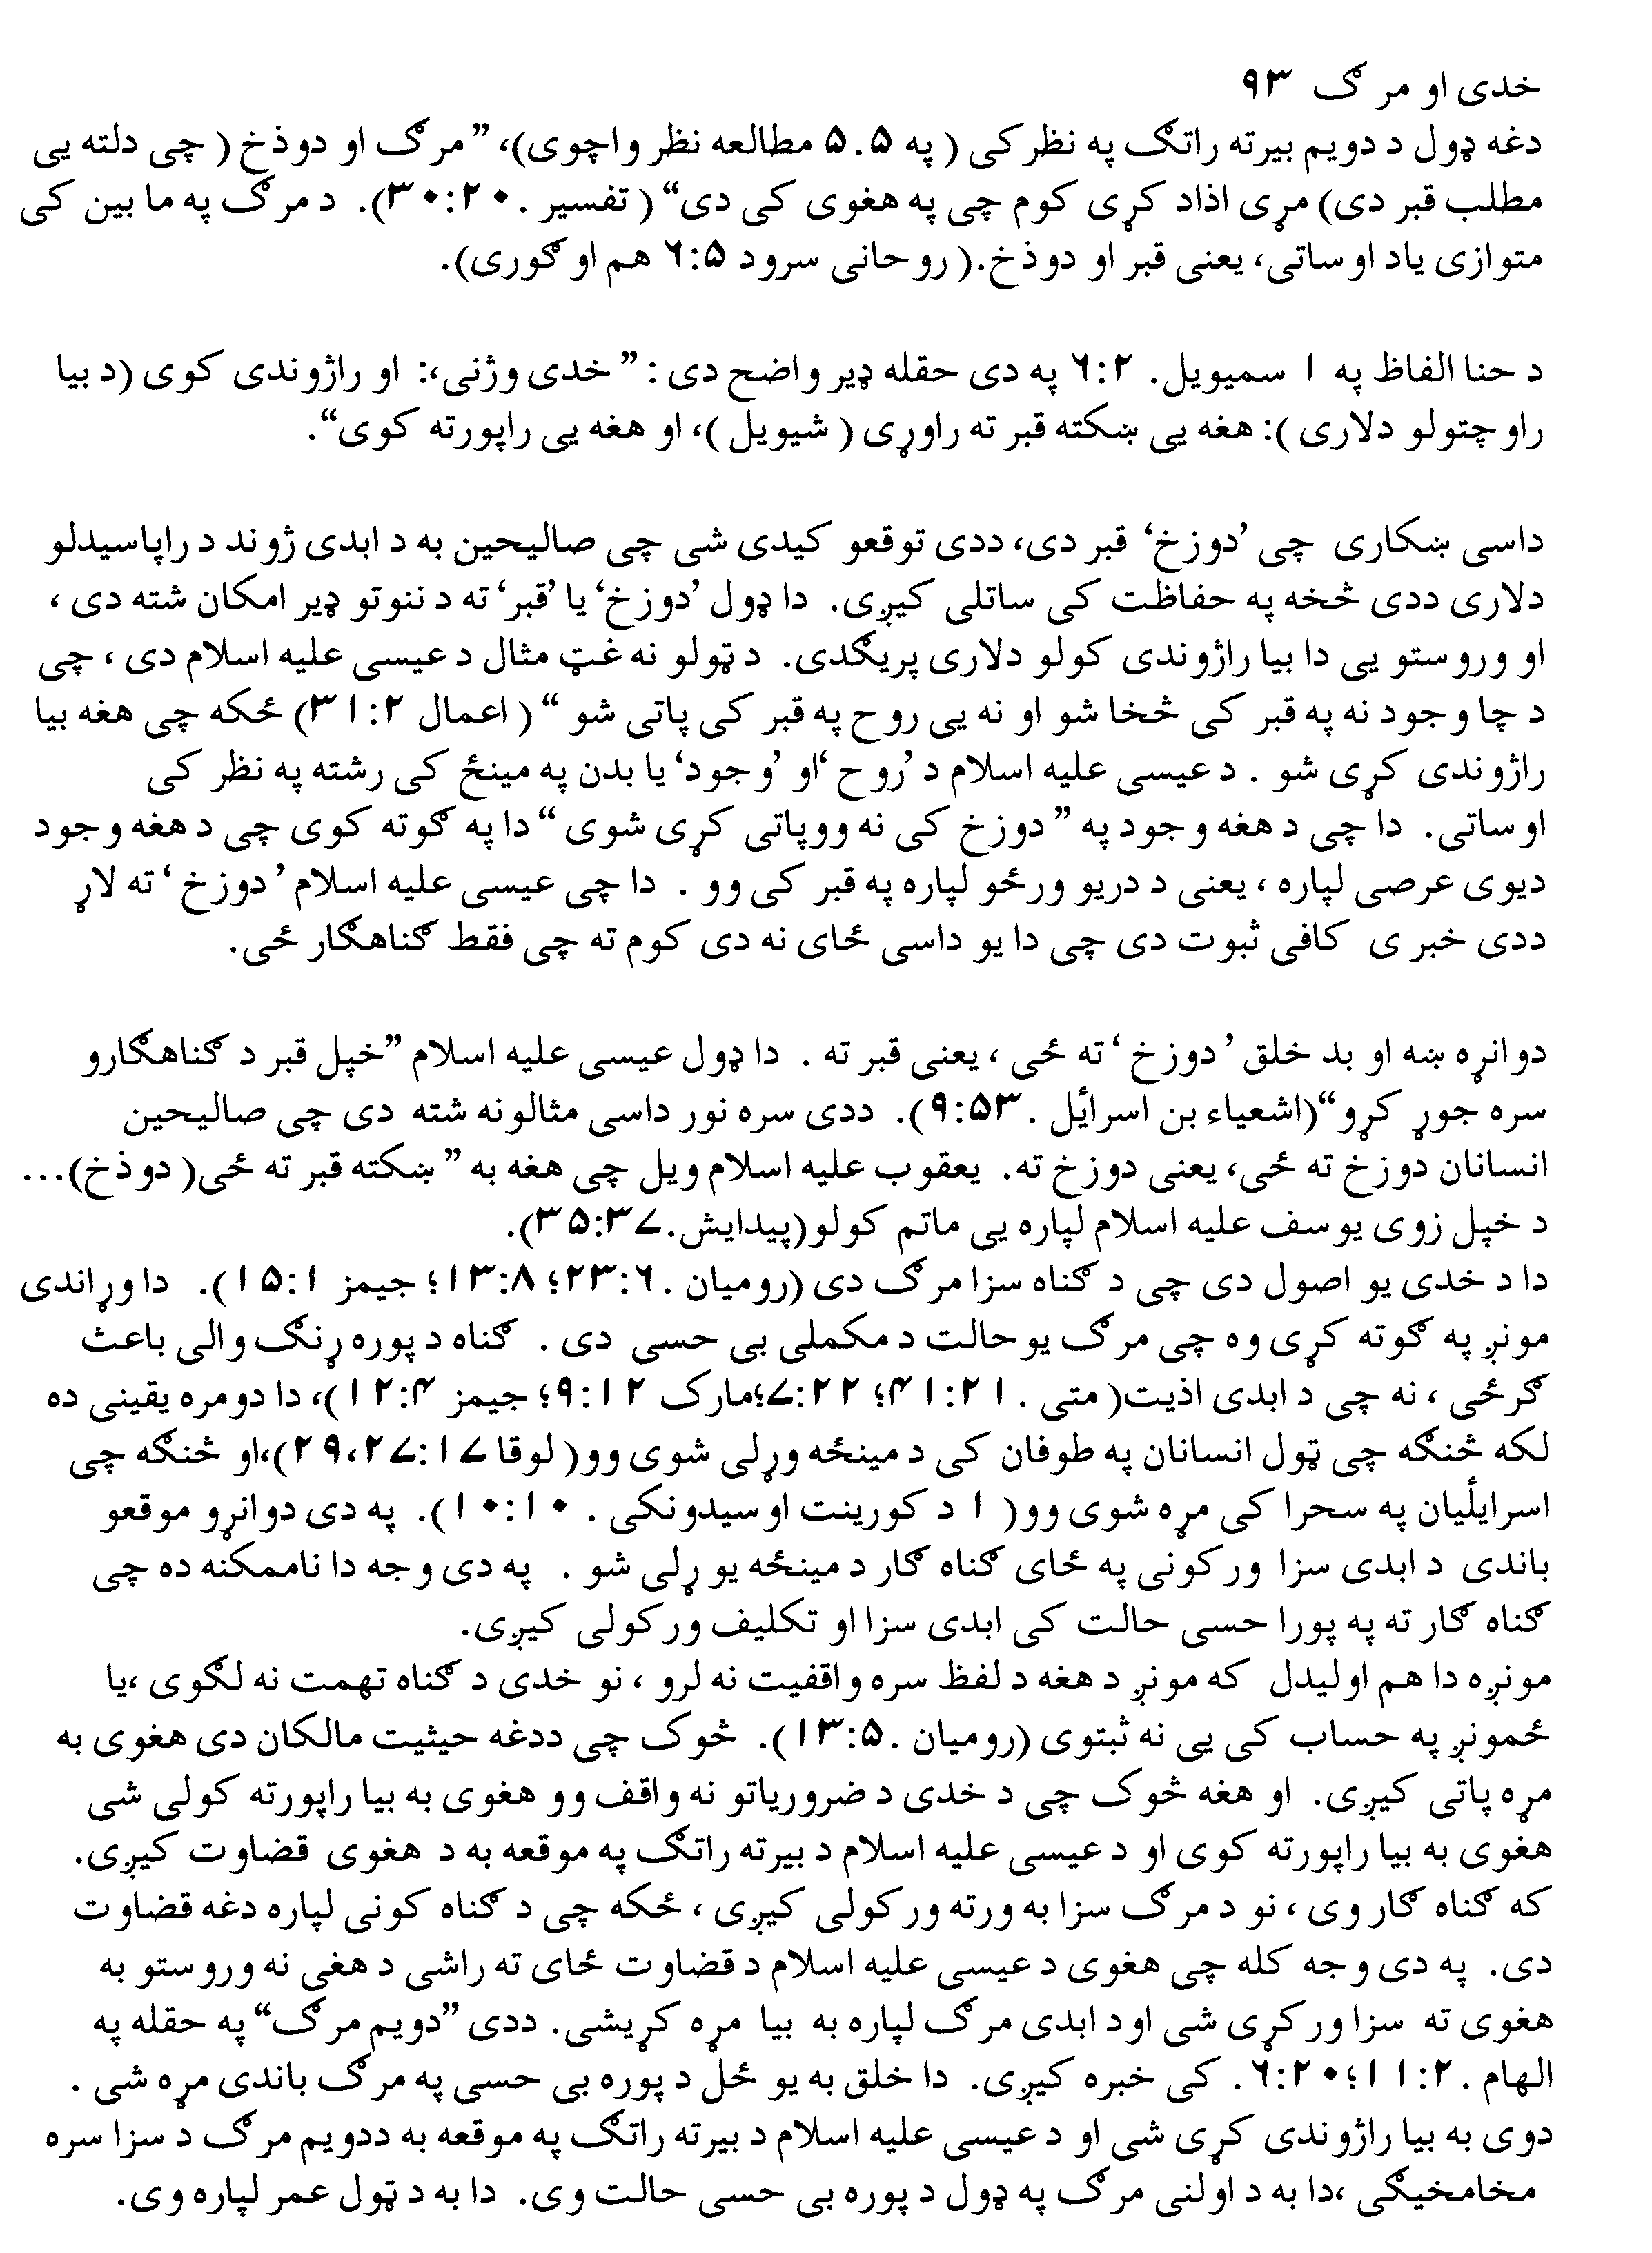 خدی او مرګ ۹۳
دغه ډول د دویم بیرته راتګ په نظرکی ( په ۵.۵ مطالعه نظر واچوی)، ”مرګ او دوذخ ( چی دلته یی
مطلب قبر دی) مړی اذاد کړی کوم چی په هغوی کی دی“ ( تفسیر .۳۰:۲۰). د مرګ په ما بین کی
متوازی یاد اوساتی، یعنی قبر او دوذخ.( روحانی سرود ۶:۵ هم اوګوری).

د حنا الفاظ په ۱ سمیویل. ۶:۲ په دی حقله ډیر واضح دی : ” خدی وژنی،: او راژوندی کوی (د بیا
راوچتولو دلاری ): هغه یی ښکته قبر ته راوړی ( شیویل )، او هغه یی راپورته کوی“.

داسی ښکاری چی ’دوزخ‘ قبر دی، ددی توقعو کیدی شی چی صالیحین به د ابدی ژوند د راپاسیدلو
دلاری ددی څخه په حفاظت کی ساتلی کیږی. دا ډول ’دوزخ‘ یا ’قبر‘ ته د ننوتو ډیر امکان شته دی ،
او وروستو یی دا بیا راژوندی کولو دلاری پریګدی. د ټولو نه غټ مثال د عیسی علیه اسلام دی ، چی
د چا وجود نه په قبر کی څخا شو او نه یی روح په قبر کی پاتی شو “ ( اعمال ۳۱:۲) ځکه چی هغه بیا
راژوندی کړی شو . د عیسی علیه اسلام د ’روح ‘او ’وجود‘ یا بدن په مینځ کی رشته په نظر کی
اوساتی. دا چی د هغه وجود په ” دوزخ کی نه ووپاتی کړی شوی “ دا په ګوته کوی چی د هغه وجود
دیوی عرصی لپاره ، یعنی د دریو ورځو لپاره په قبر کی وو . دا چی عیسی علیه اسلام ’ دوزخ ‘ ته لاړ
ددی خبر ی کافی ثبوت دی چی دا یو داسی ځای نه دی کوم ته چی فقط ګناهګار ځی.

دوانړه ښه او بد خلق ’ دوزخ ‘ ته ځی ، یعنی قبر ته . دا ډول عیسی علیه اسلام ”خپل قبر د ګناهګارو
سره جوړ کړو“(اشعیاء بن اسرائل .۹:۵۳). ددی سره نور داسی مثالونه شته دی چی صالیحین
انسانان دوزخ ته ځی، یعنی دوزخ ته. یعقوب علیه اسلام ویل چی هغه به ” ښکته قبر ته ځی( دوذخ)...
د خپل زوی یوسف علیه اسلام لپاره یی ماتم کولو(پیدایش.۳۵:۳۷).
دا د خدی یو اصول دی چی د ګناه سزا مرګ دی (رومیان .۲۳:۶؛ ۱۳:۸؛ جیمز ۱۵:۱). دا وړاندی
مونږ په ګوته کړی وه چی مرګ یو حالت د مکملی بی حسی دی . ګناه د پوره ړنګ والی باعث
ګرځی ، نه چی د ابدی اذیت( متی .۴۱:۲۱؛ ۷:۲۲؛مارک ۹:۱۲؛ جیمز ۱۲:۴)، دا دومره یقینی ده
لکه څنګه چی ټول انسانان په طوفان کی د مینځه وړلی شوی وو( لوقا ۲۹،۲۷:۱۷)،او څنګه چی
اسرایلیان په سحرا کی مړه شوی وو( ۱ د کورینت اوسیدونکی . ۱۰:۱۰). په دی دوانړو موقعو
باندی د ابدی سزا ورکونی په ځای ګناه ګار د مینځه یوړلی شو . په دی وجه دا ناممکنه ده چی
ګناه ګار ته په پورا حسی حالت کی ابدی سزا او تکلیف ورکولی کیږی.
مونږه دا هم اولیدل که مونږ د هغه د لفظ سره واقفیت نه لرو ، نو خدی د ګناه تهمت نه لګوی ،یا
ځمونږ په حساب کی یی نه ثبتوی (رومیان .۱۳:۵). څوک چی ددغه حیثیت مالکان دی هغوی به
مړه پاتی کیږی. او هغه څوک چی د خدی د ضروریاتو نه واقف وو هغوی به بیا راپورته کولی شی
هغوی به بیا راپورته کوی او د عیسی علیه اسلام د بیرته راتګ په موقعه به د هغوی قضاوت کیږی.
که ګناه ګار وی ، نو د مرګ سزا به ورته ورکولی کیږی ، ځکه چی د ګناه کونی لپاره دغه قضاوت
دی. په دی وجه کله چی هغوی د عیسی علیه اسلام د قضاوت ځای ته راشی د هغی نه وروستو به
هغوی ته سزا ورکړی شی اود ابدی مرګ لپاره به بیا مړه کړیشی. ددی ”دویم مرګ“ په حقله په
الهام .۱۱:۲؛۶:۲۰. کی خبره کیږی. دا خلق به یو ځل د پوره بی حسی په مرګ باندی مړه شی .
دوی به بیا راژوندی کړی شی او د عیسی علیه اسلام د بیرته راتګ په موقعه به ددویم مرګ د سزا سره
مخامخیګی ،دا به د اولنی مرګ په ډول د پوره بی حسی حالت وی. دا به د ټول عمر لپاره وی.